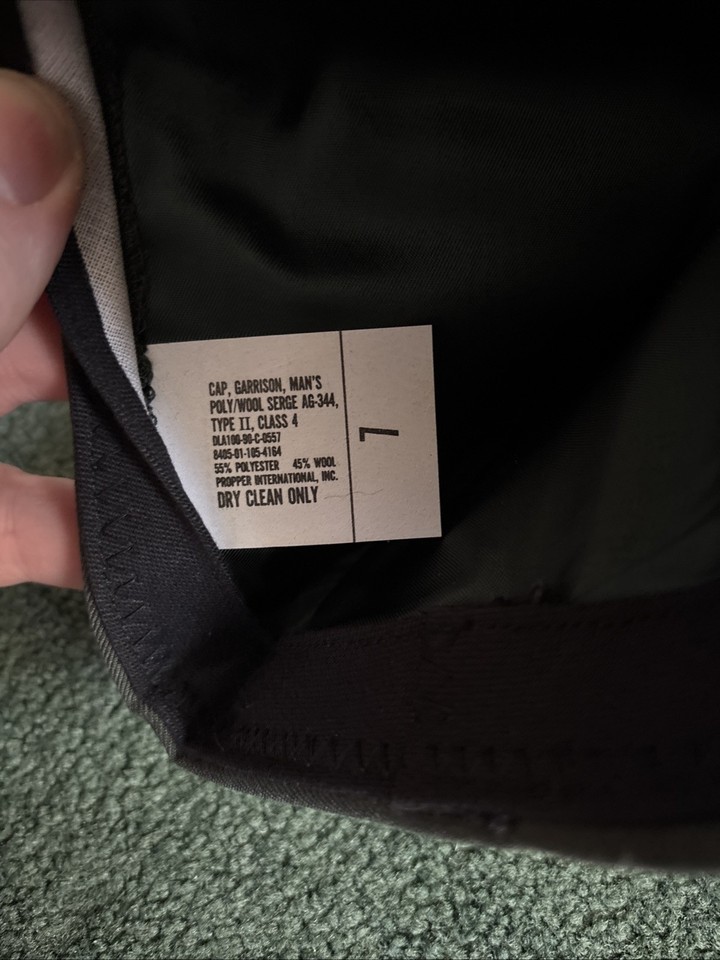 CAP, GARRISON, MAN'S
POLY/WOOL SERGE AG-344,
TYPE II, CLASS 4
DLA100-90-C-0557
8405-01-105-4164
55% POLYESTER 45% WOOL
PROPPER INTERNATIONAL, INC.
DRY CLEAN ONLY
7